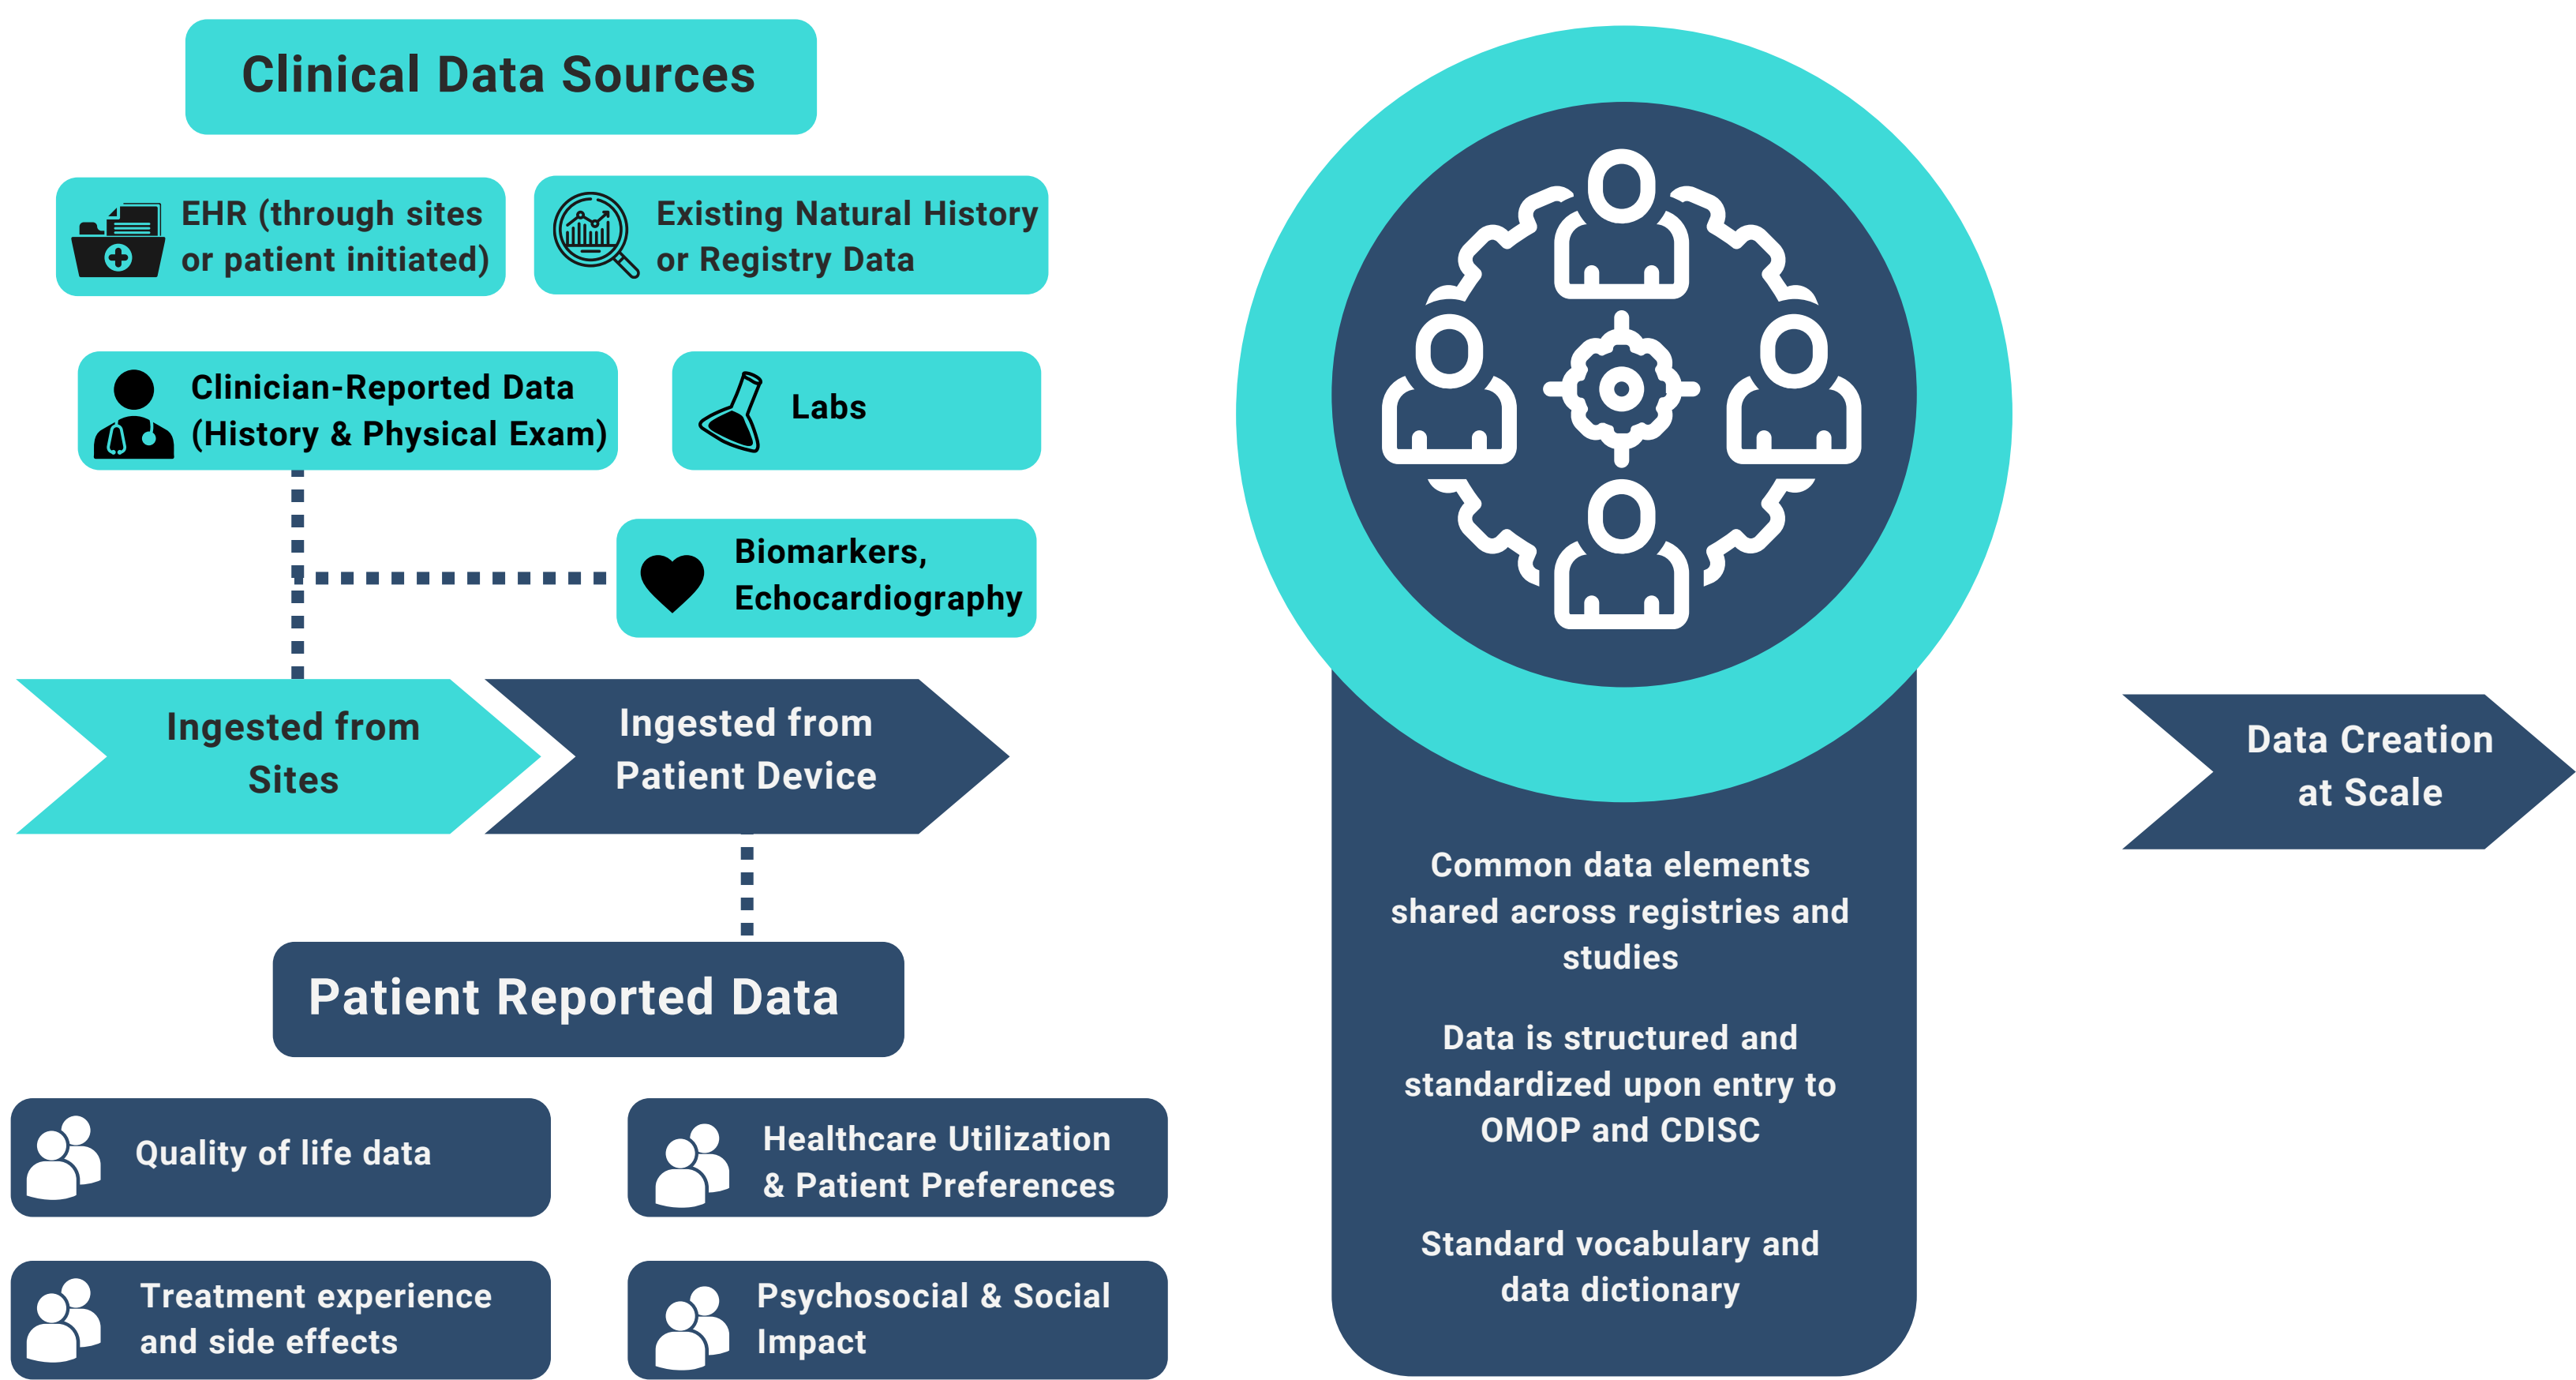 Clinical Data Sources
EHR (through sites
or patient initiated)
Existing Natural History
or Registry Data
Clinician-Reported Data
(History & Physical Exam)
Labs
Biomarkers,
Echocardiography
Ingested from
Sites
Ingested from
Patient Device
Patient Reported Data
Quality of life data
Healthcare Utilization
& Patient Preferences
Treatment experience
and side effects
Psychosocial & Social
Impact
Common data elements
shared across registries and
studies
Data is structured and
standardized upon entry to
OMOP and CDISC
Standard vocabulary and
data dictionary
Data Creation
at Scale